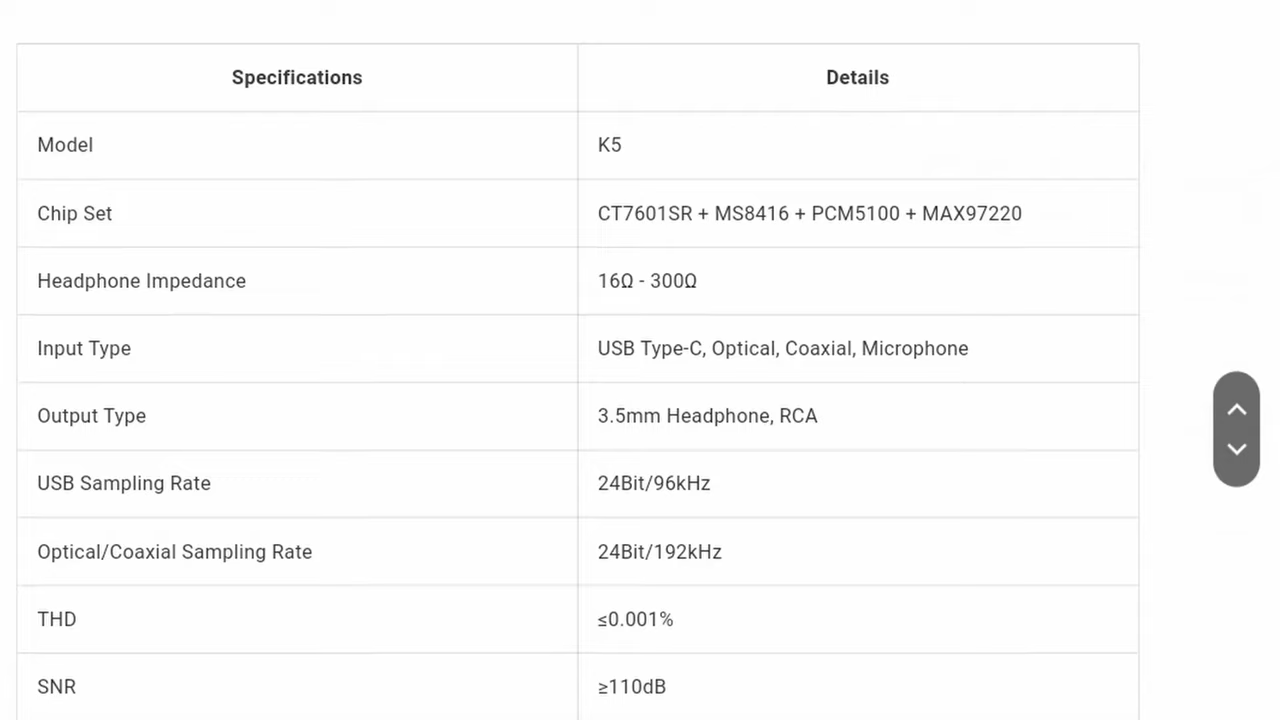 Specifications Details
Model K5
Chip Set CT7601SR + MS8416 + PCM5100 + MAX97220
Headphone Impedance 16Ω - 300Ω
Input Type USB Type-C, Optical, Coaxial, Microphone
Output Type 3.5mm Headphone, RCA
USB Sampling Rate 24Bit/96kHz
Optical/Coaxial Sampling Rate 24Bit/192kHz
THD ≤0.001%
SNR ≥110dB